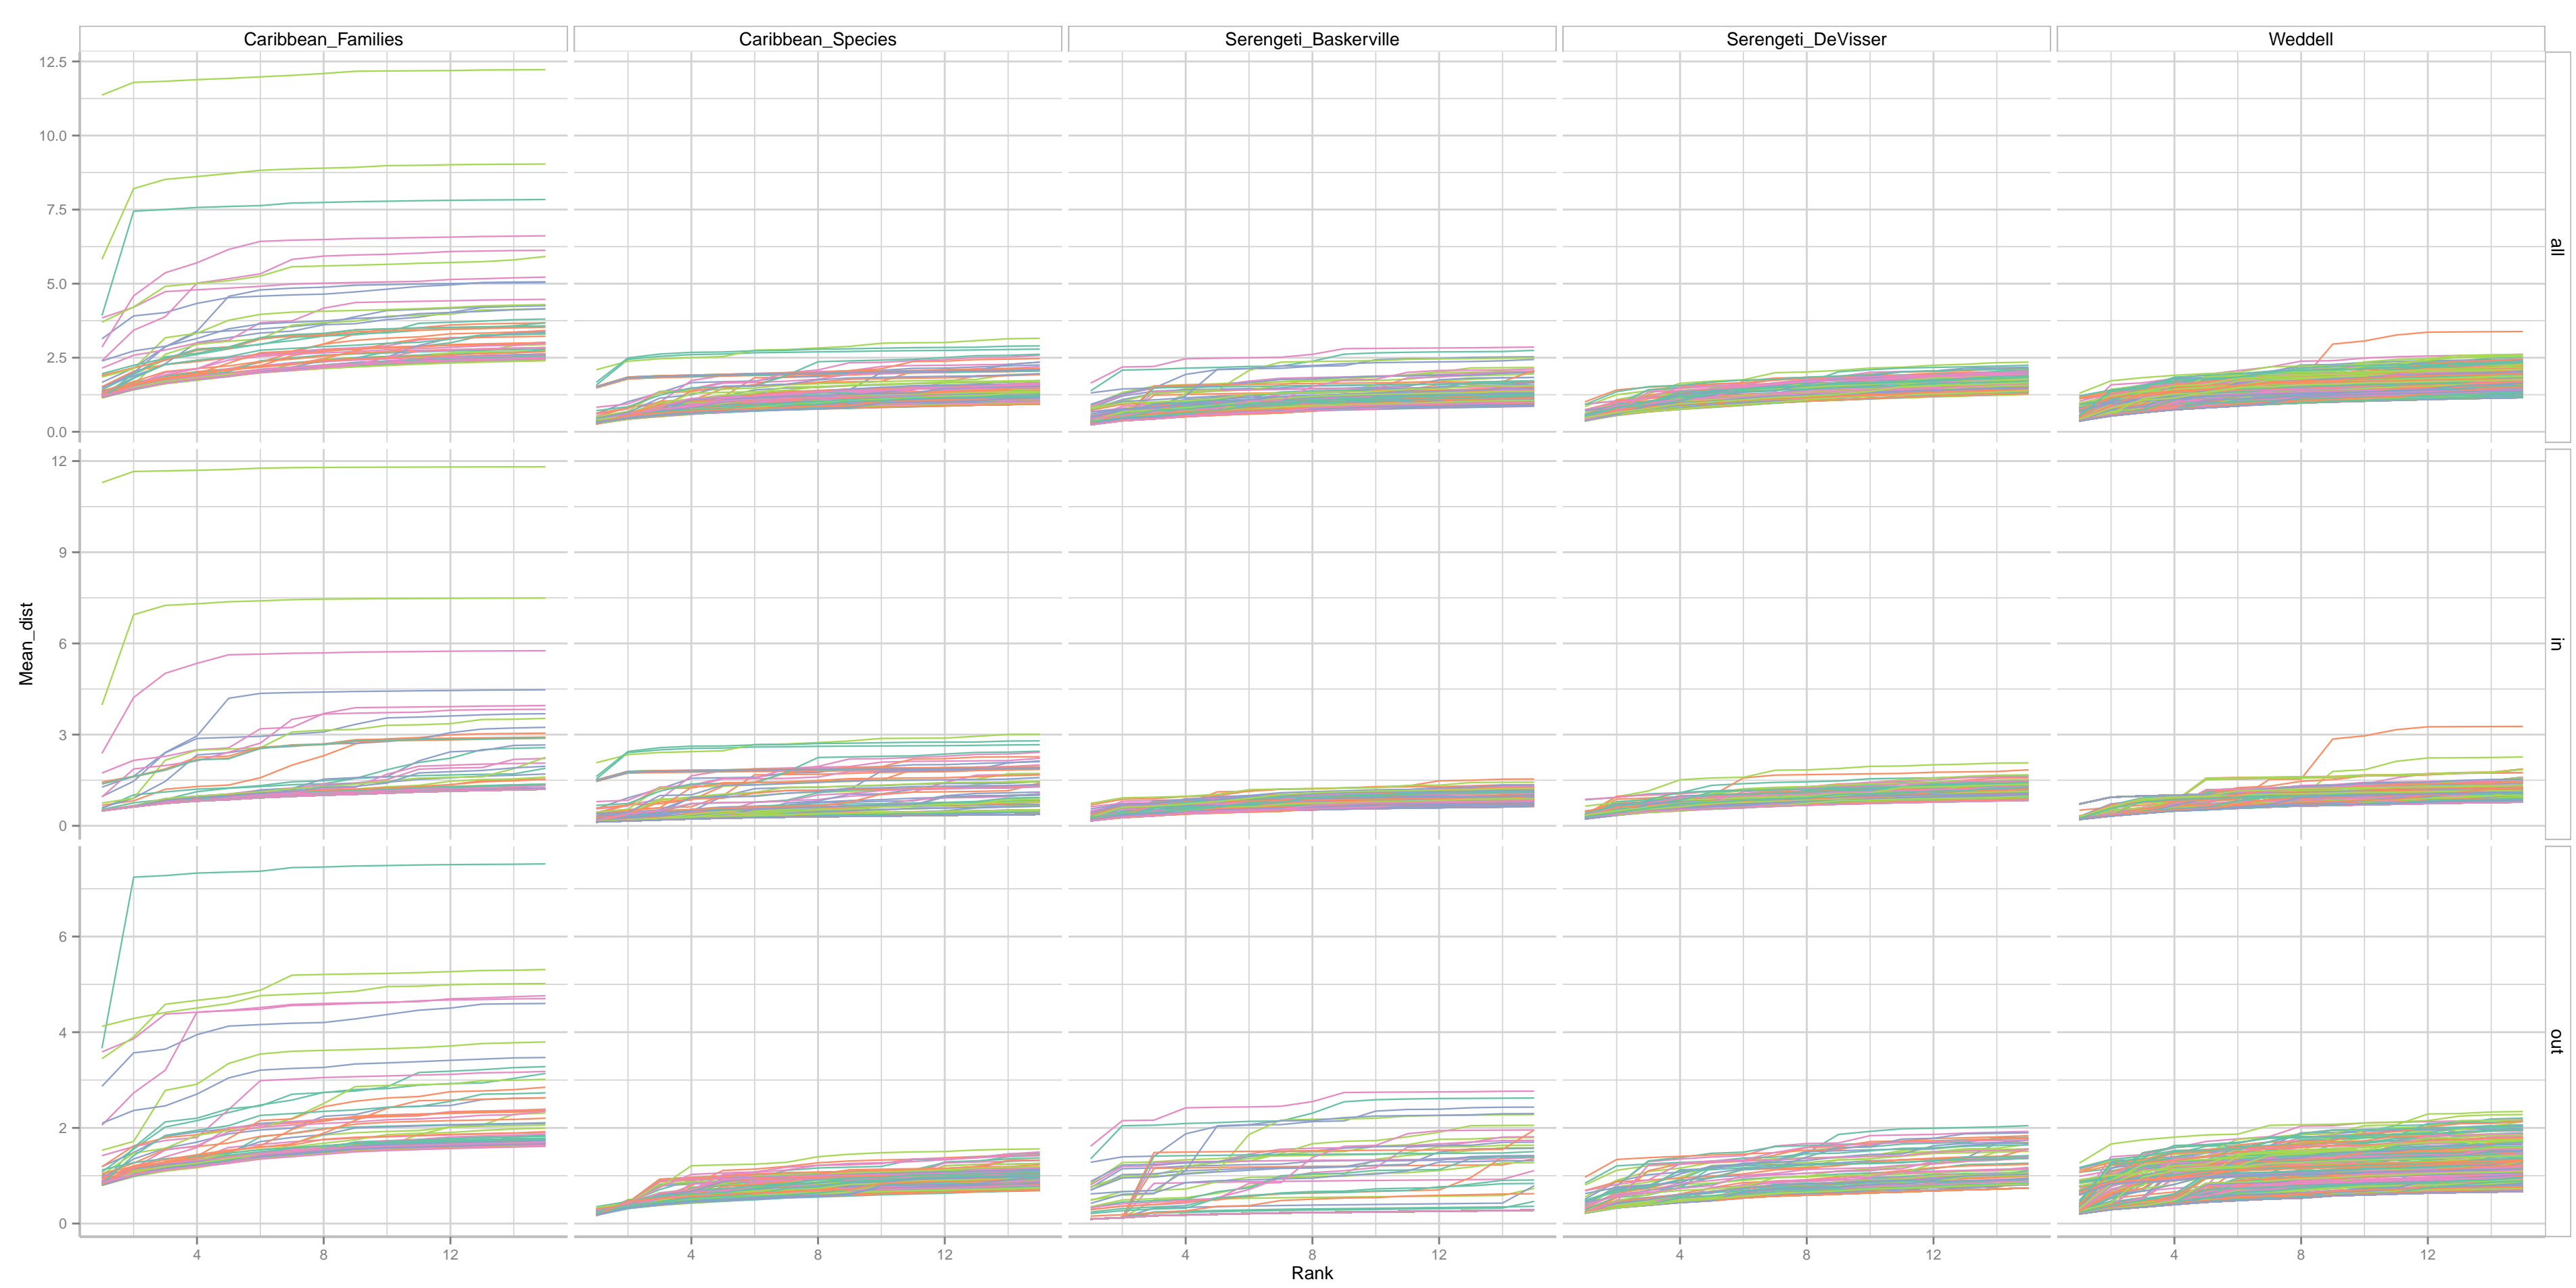 Caribbean_Families Caribbean_Species Serengeti_Baskerville Serengeti_DeVisser Weddell
12.5
10.0
7.5
5.0
2.5
0.0
all
12
9
6
3
0
in
Mean_dist
6
4
2
0
out
4 8 12 4 8 12 4 8 12 4 8 12 4 8 12
Rank